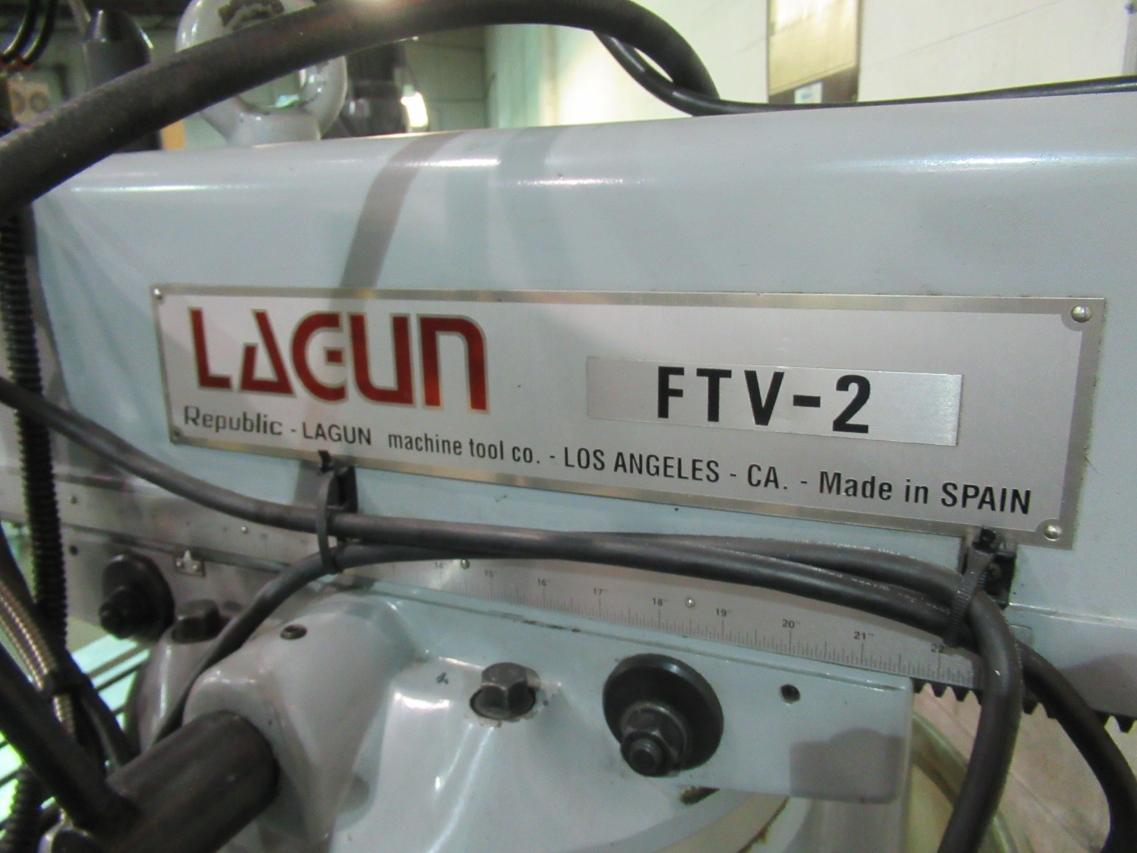 LAGUN
FTV-2
Republic - LAGUN machine tool co. - LOS ANGELES - CA. - Made in SPAIN
14" 15" 16" 17" 18" 19" 20" 21" 22"